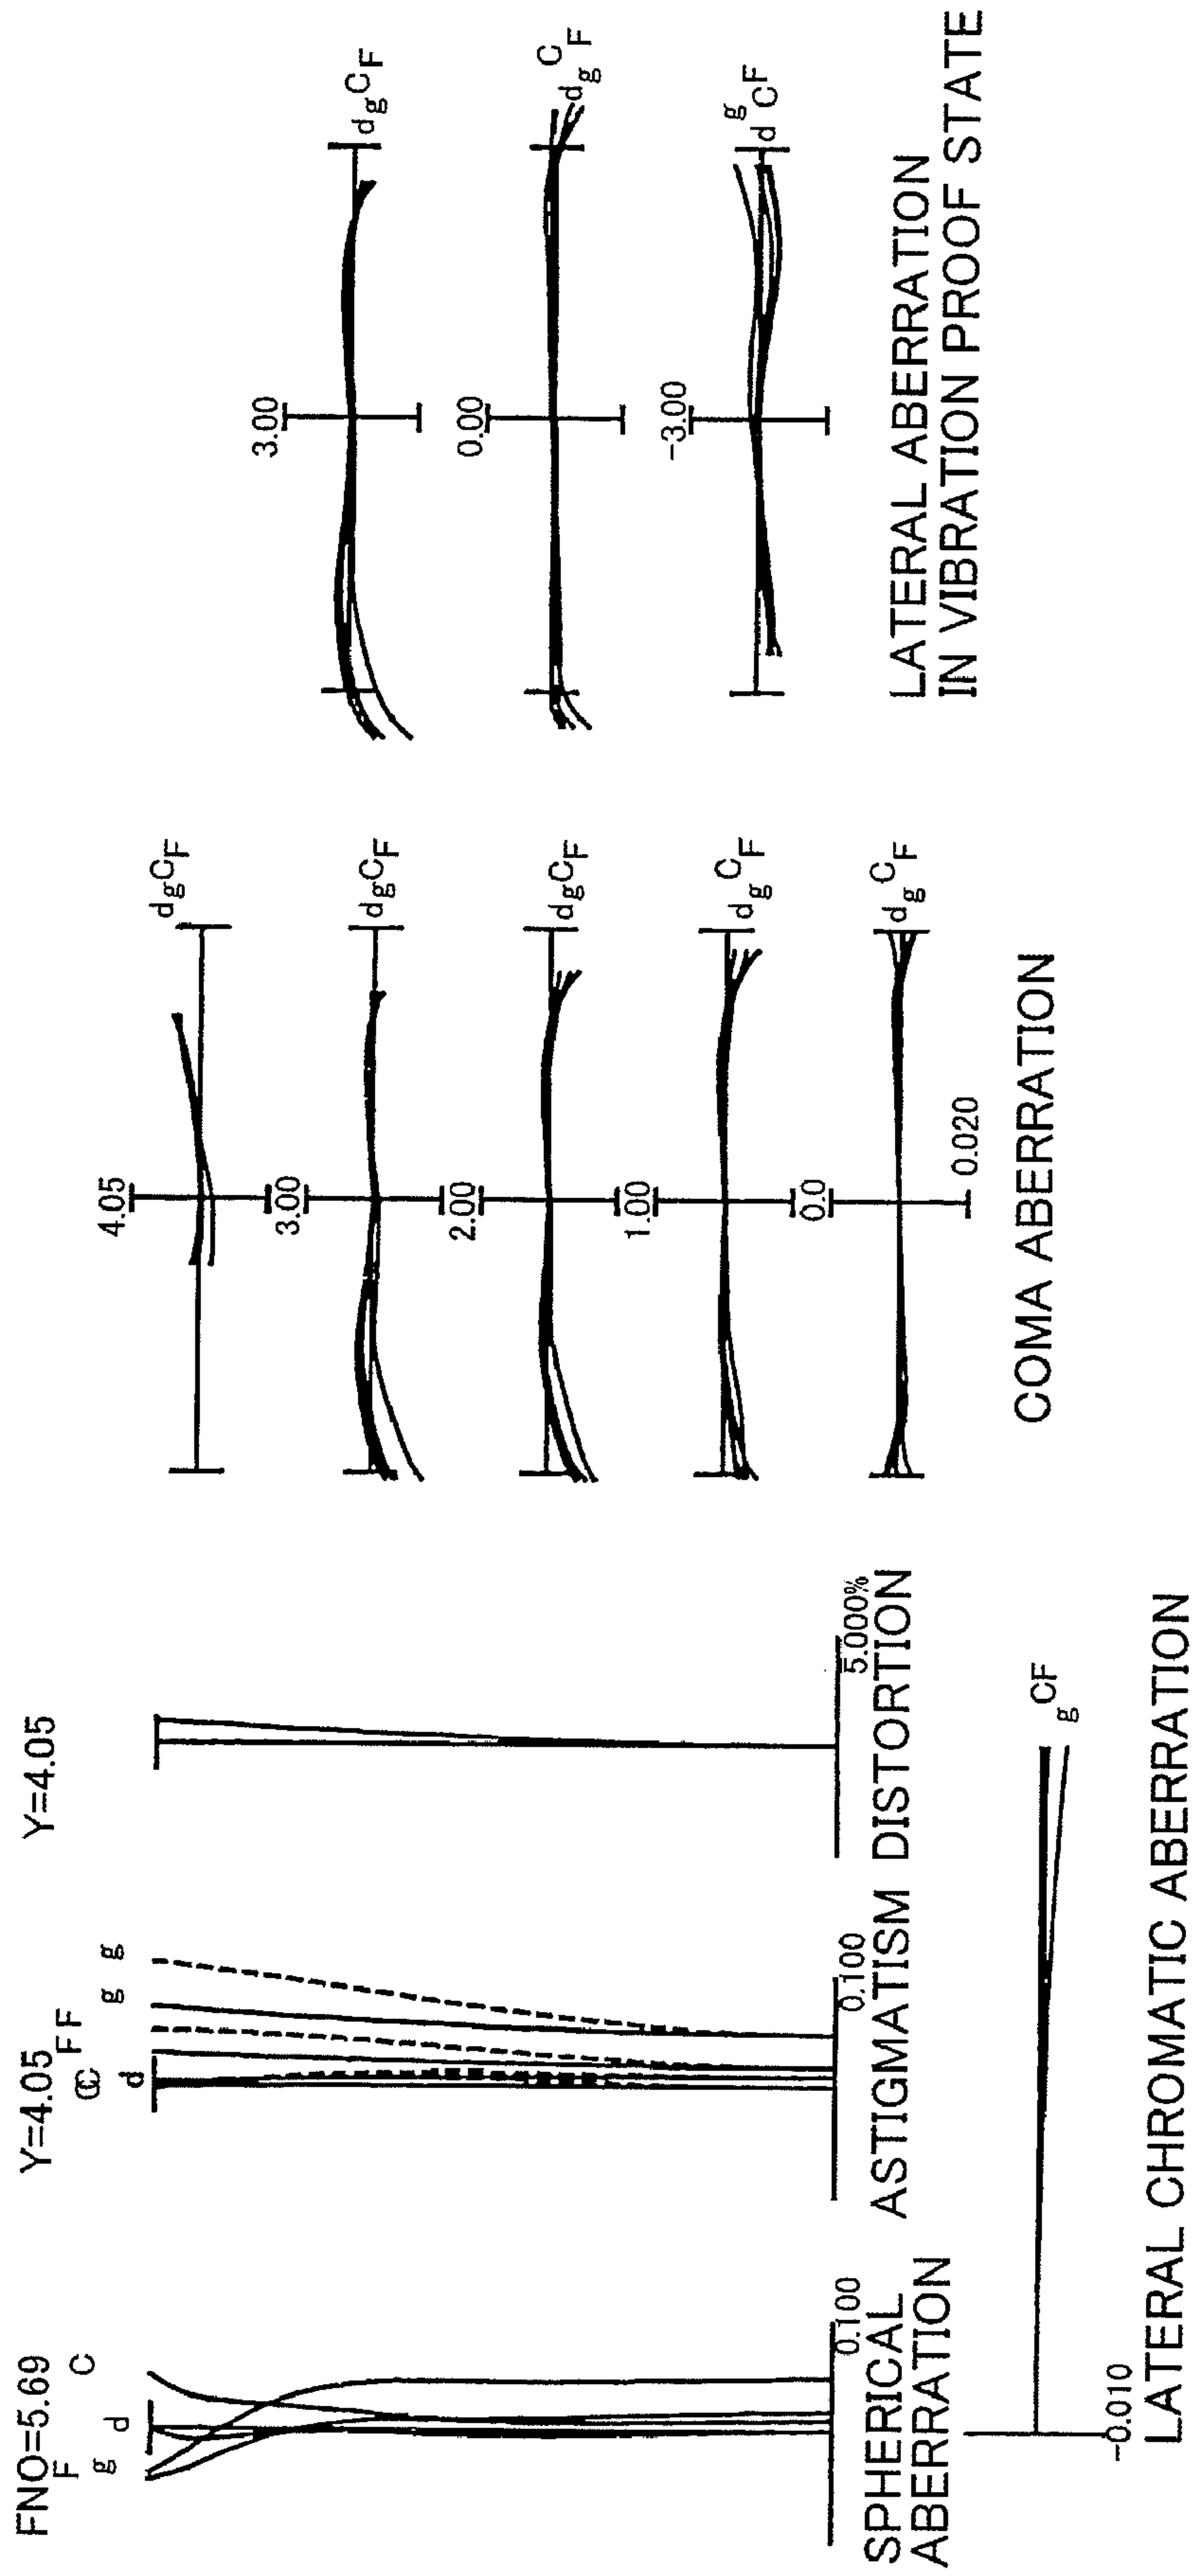 FNO=5.69
F
g
d
C
0.100
SPHERICAL
ABERRATION
Y=4.05
C C
d
F F
g
g
0.100
ASTIGMATISM
Y=4.05
5.000%
DISTORTION
-0.010
g CF
LATERAL CHROMATIC ABERRATION
4.05
d g C F
3.00
d g C F
2.00
d g C F
1.00
d g C F
0.0
d g C F
0.020
COMA ABERRATION
3.00
d g C F
0.00
d g C F
-3.00
d g C F
LATERAL ABERRATION
IN VIBRATION PROOF STATE